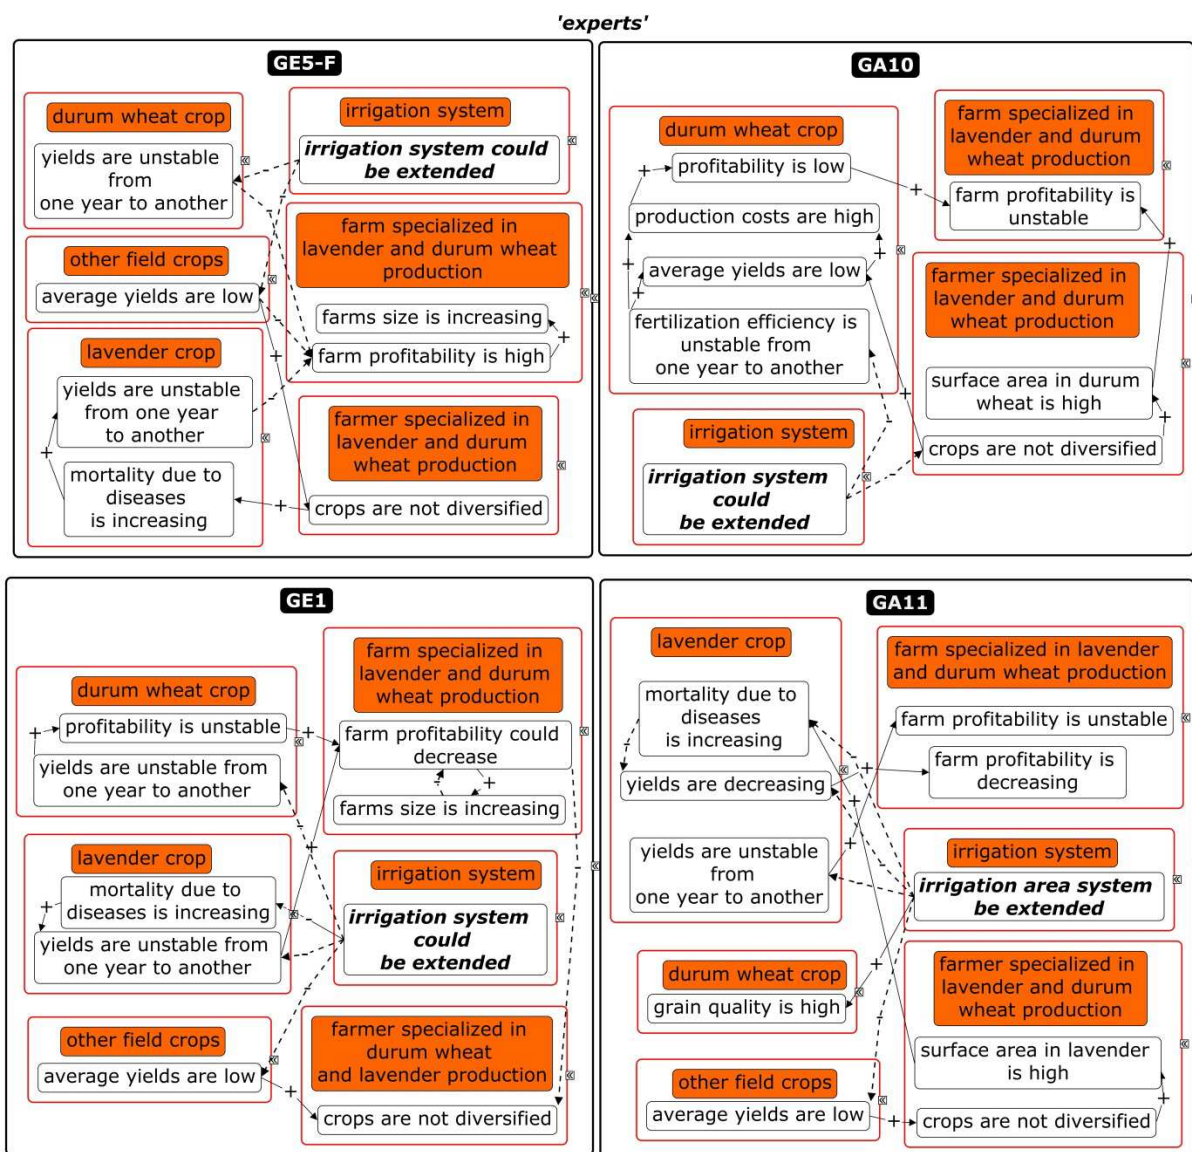 'experts'
GE5-F
durum wheat crop
yields are unstable
from
one year to another
irrigation system
irrigation system could
be extended
farm specialized in
lavender and durum wheat
production
farms size is increasing
farm profitability is high
other field crops
average yields are low
lavender crop
yields are unstable
from one year
to another
mortality due to
diseases
is increasing
farmer specialized in
lavender and durum
wheat production
crops are not diversified
GA10
durum wheat crop
profitability is low
production costs are high
average yields are low
fertilization efficiency is
unstable from
one year to another
farm specialized in
lavender and durum
wheat production
farm profitability is
unstable
farmer specialized in
lavender and durum
wheat production
surface area in durum
wheat is high
crops are not diversified
irrigation system
irrigation system
could
be extended
GE1
durum wheat crop
profitability is unstable
yields are unstable from
one year to another
farm specialized in
lavender and durum
wheat production
farm profitability could
decrease
farms size is increasing
lavender crop
mortality due to
diseases is increasing
yields are unstable from
one year to another
irrigation system
irrigation system
could
be extended
other field crops
average yields are low
farmer specialized in
durum wheat
and lavender production
crops are not diversified
GA11
lavender crop
mortality due to
diseases
is increasing
yields are decreasing
yields are unstable
from
one year to another
farm specialized in lavender
and durum wheat production
farm profitability is unstable
farm profitability is
decreasing
irrigation system
irrigation area system
be extended
durum wheat crop
grain quality is high
farmer specialized in
lavender and durum
wheat production
surface area in lavender
is high
crops are not diversified
other field crops
average yields are low